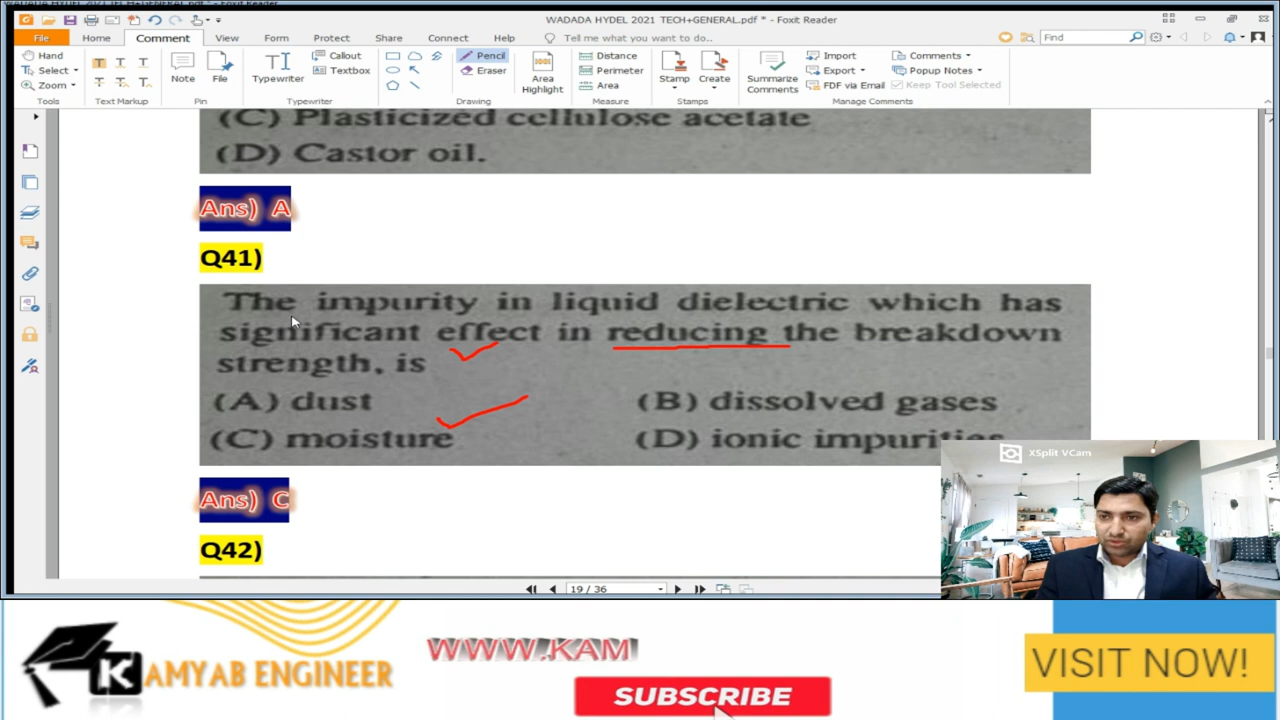 WADADA HYDEL 2021 TECH+GENERAL.pdf * - Foxit Reader
File Home Comment View Form Protect Share Connect Help Tell me what you want to do.. Find
Hand
Select
Zoom
Tools
Text Markup
Note
File
Pin
Typewriter
Callout
Textbox
Typewriter
Pencil
Eraser
Drawing
Area Highlight
Distance
Perimeter
Area
Measure
Stamp
Create
Stamps
Summarize Comments
Import
Export
FDF via Email
Comments
Popup Notes
Keep Tool Selected
Manage Comments
(C) Plasticized cellulose acetate
(D) Castor oil.
Ans) A
Q41)
The impurity in liquid dielectric which has
significant effect in reducing the breakdown
strength, is
(A) dust (B) dissolved gases
(C) moisture (D) ionic impurities
Ans) C
Q42)
19 / 36
XSplit VCam
K AMYAB ENGINEER
WWW.KAM
SUBSCRIBE
VISIT NOW!